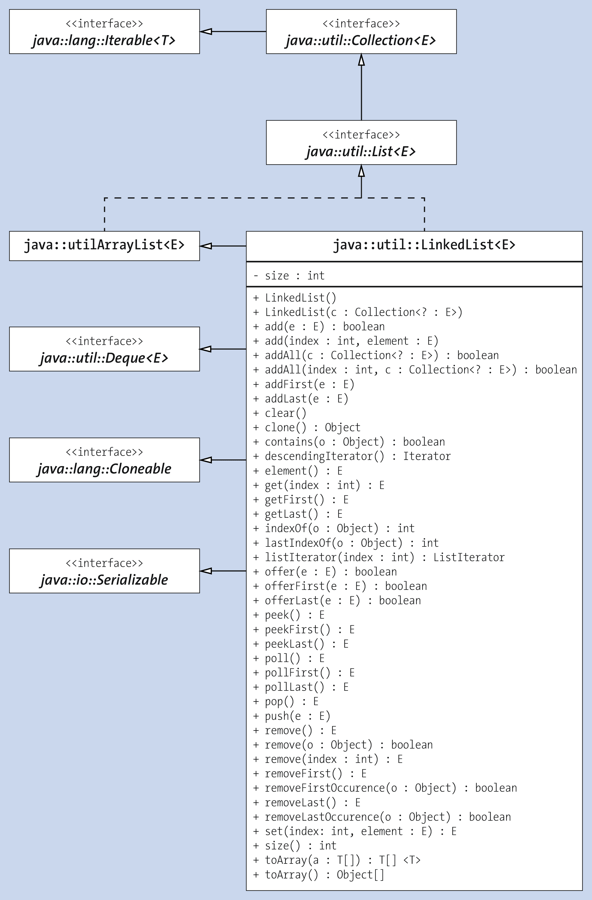 <<interface>>
java::lang::Iterable<T>
<<interface>>
java::util::Collection<E>
<<interface>>
java::util::List<E>
java::utilArrayList<E>
java::util::LinkedList<E>
- size : int
+ LinkedList()
+ LinkedList(c : Collection<? : E>)
+ add(e : E) : boolean
+ add(index : int, element : E)
+ addAll(c : Collection<? : E>) : boolean
+ addAll(index : int, c : Collection<? : E>) : boolean
+ addFirst(e : E)
+ addLast(e : E)
+ clear()
+ clone() : Object
+ contains(o : Object) : boolean
+ descendingIterator() : Iterator
+ element() : E
+ get(index : int) : E
+ getFirst() : E
+ getLast() : E
+ indexOf(o : Object) : int
+ lastIndexOf(o : Object) : int
+ listIterator(index : int) : ListIterator
+ offer(e : E) : boolean
+ offerFirst(e : E) : boolean
+ offerLast(e : E) : boolean
+ peek() : E
+ peekFirst() : E
+ peekLast() : E
+ poll() : E
+ pollFirst() : E
+ pollLast() : E
+ pop() : E
+ push(e : E)
+ remove() : E
+ remove(o : Object) : boolean
+ remove(index : int) : E
+ removeFirst() : E
+ removeFirstOccurence(o : Object) : boolean
+ removeLast() : E
+ removeLastOccurence(o : Object) : boolean
+ set(index: int, element : E) : E
+ size() : int
+ toArray(a : T[]) : T[] <T>
+ toArray() : Object[]
<<interface>>
java::util::Deque<E>
<<interface>>
java::lang::Cloneable
<<interface>>
java::io::Serializable